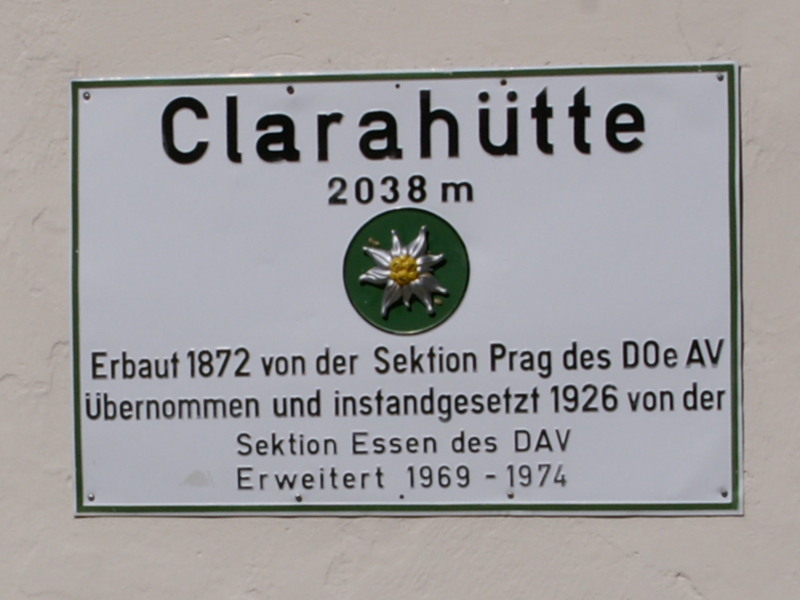 Clarahütte
2038 m
Erbaut 1872 von der Sektion Prag des DOe AV
Übernommen und instandgesetzt 1926 von der
Sektion Essen des DAV
Erweitert 1969 - 1974